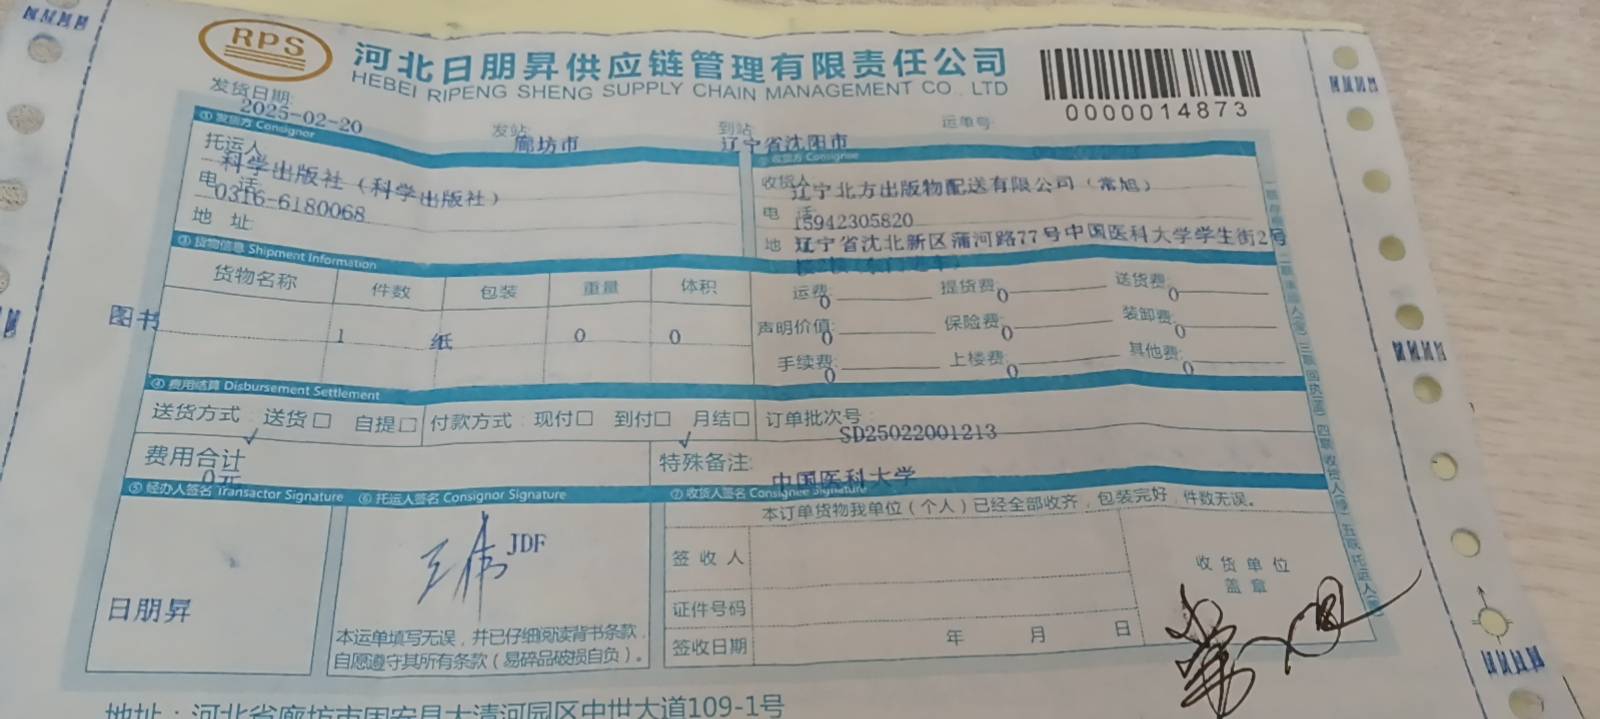 RPS
河北日朋昇供应链管理有限责任公司
HEBEI RIPENG SHENG SUPPLY CHAIN MANAGEMENT CO., LTD
0000014873
发货日期: 2025-02-20
发站: 廊坊市
到站: 辽宁省沈阳市
运单号:
① 发货方 Consignor
托运人 科学出版社（科学出版社）
电 话 0316-6180068
地 址
② 收货方 Consignee
收货人 辽宁北方出版物配送有限公司（常旭）
电 话 15942305820
地 辽宁省沈北新区蒲河路77号中国医科大学学生街2号
③ 货物信息 Shipment Information
货物名称 件数 包装 重量 体积
图书 1 纸 0 0
运费: 0 提货费: 0 送货费: 0
声明价值: 0 保险费: 0 装卸费: 0
手续费: 0 上楼费: 0 其他费: 0
④ 费用结算 Disbursement Settlement
送货方式: 送货□ 自提□ 付款方式: 现付□ 到付□ 月结□
✓ ✓
订单批次号: SD25022001213
费用合计 0元
特殊备注: 中国医科大学
⑤ 经办人签名 Transactor Signature
日朋昇
⑥ 托运人签名 Consignor Signature
JDF
本运单填写无误，并已仔细阅读背书条款，
自愿遵守其所有条款（易碎品破损自负）。
⑦ 收货人签名 Consignee Signature
本订单货物我单位（个人）已经全部收齐，包装完好，件数无误。
签 收 人
证件号码
签收日期 年 月 日
收 货 单 位
盖 章
地址：河北省廊坊市固安县大清河园区中世大道109-1号